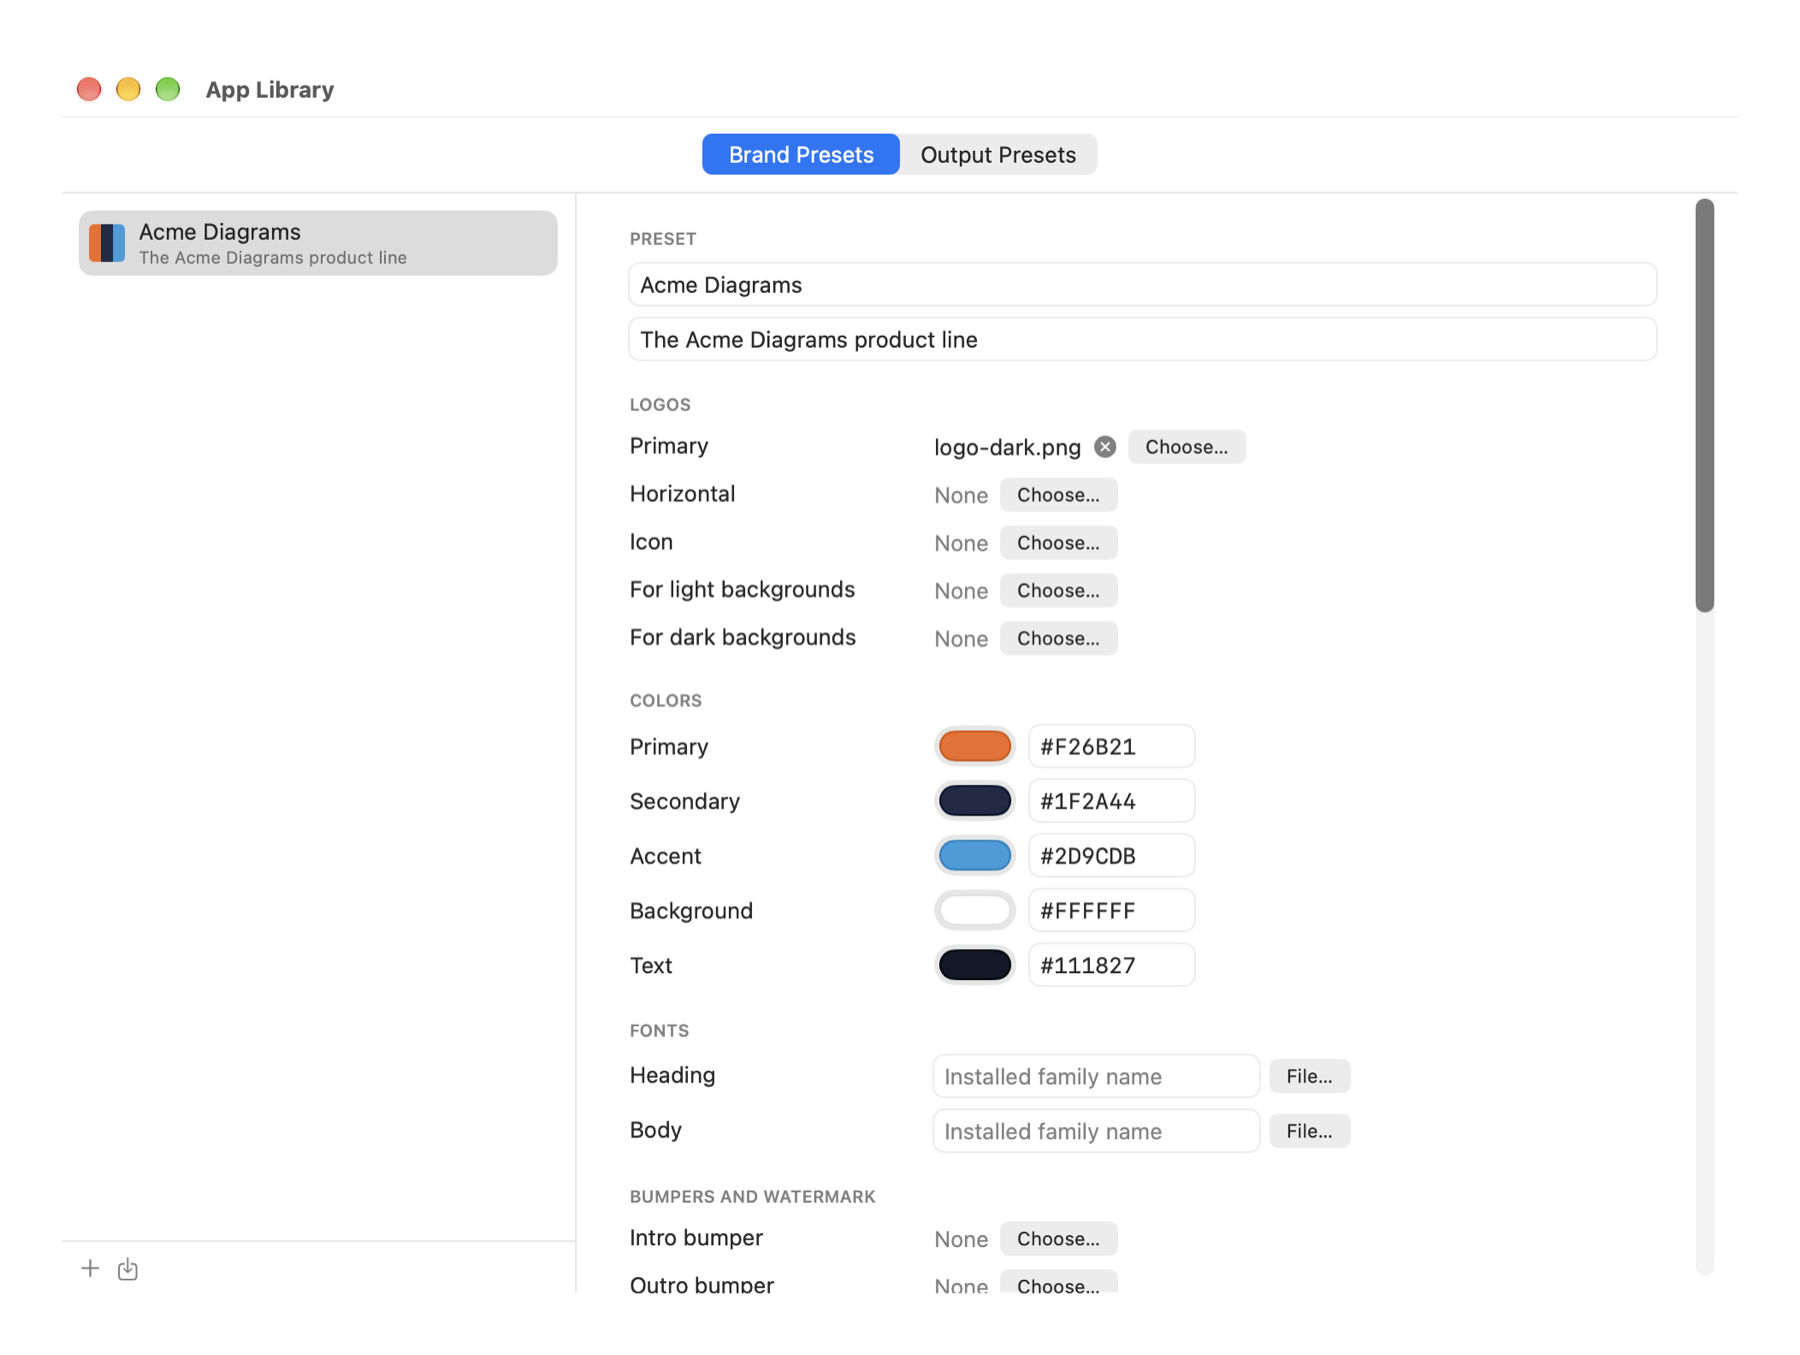 App Library
Brand Presets
Output Presets
Acme Diagrams
The Acme Diagrams product line
PRESET
Acme Diagrams
The Acme Diagrams product line
LOGOS
Primary logo-dark.png Choose...
Horizontal None Choose...
Icon None Choose...
For light backgrounds None Choose...
For dark backgrounds None Choose...
COLORS
Primary #F26B21
Secondary #1F2A44
Accent #2D9CDB
Background #FFFFFF
Text #111827
FONTS
Heading Installed family name File...
Body Installed family name File...
BUMPERS AND WATERMARK
Intro bumper None Choose...
Outro bumper None Choose...